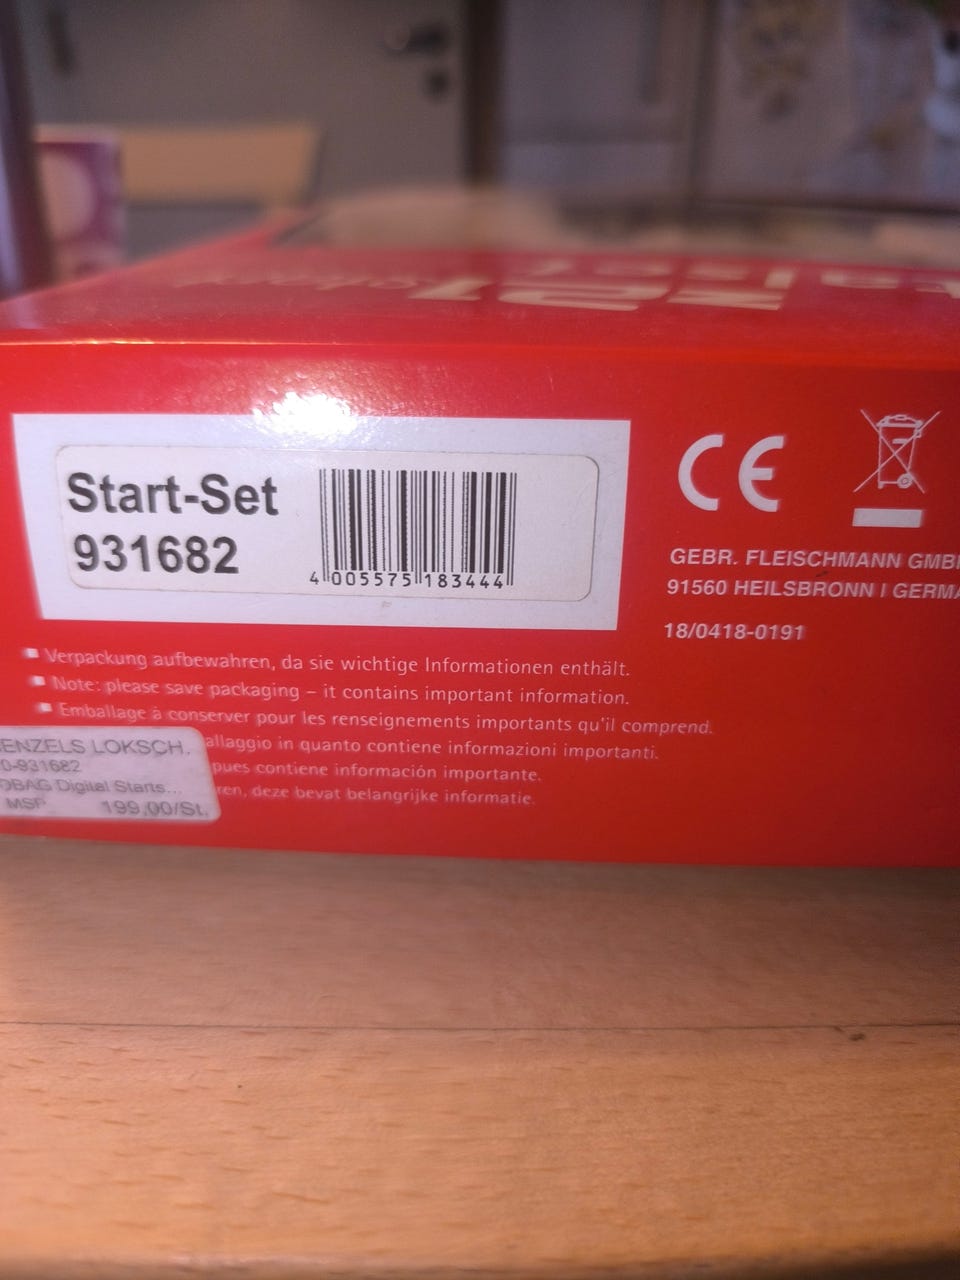 Start-Set
931682
4 005575 183444
CE
GEBR. FLEISCHMANN GMB
91560 HEILSBRONN I GERMA
18/0418-0191
Verpackung aufbewahren, da sie wichtige Informationen enthält.
Note: please save packaging – it contains important information.
Emballage à conserver pour les renseignements importants qu'il comprend.
allaggio in quanto contiene informazioni importanti.
pues contiene información importante.
ren, deze bevat belangrijke informatie.
ENZELS LOKSCH.
0-931682
OBAG Digital Starts...
MSP 199,00/St.